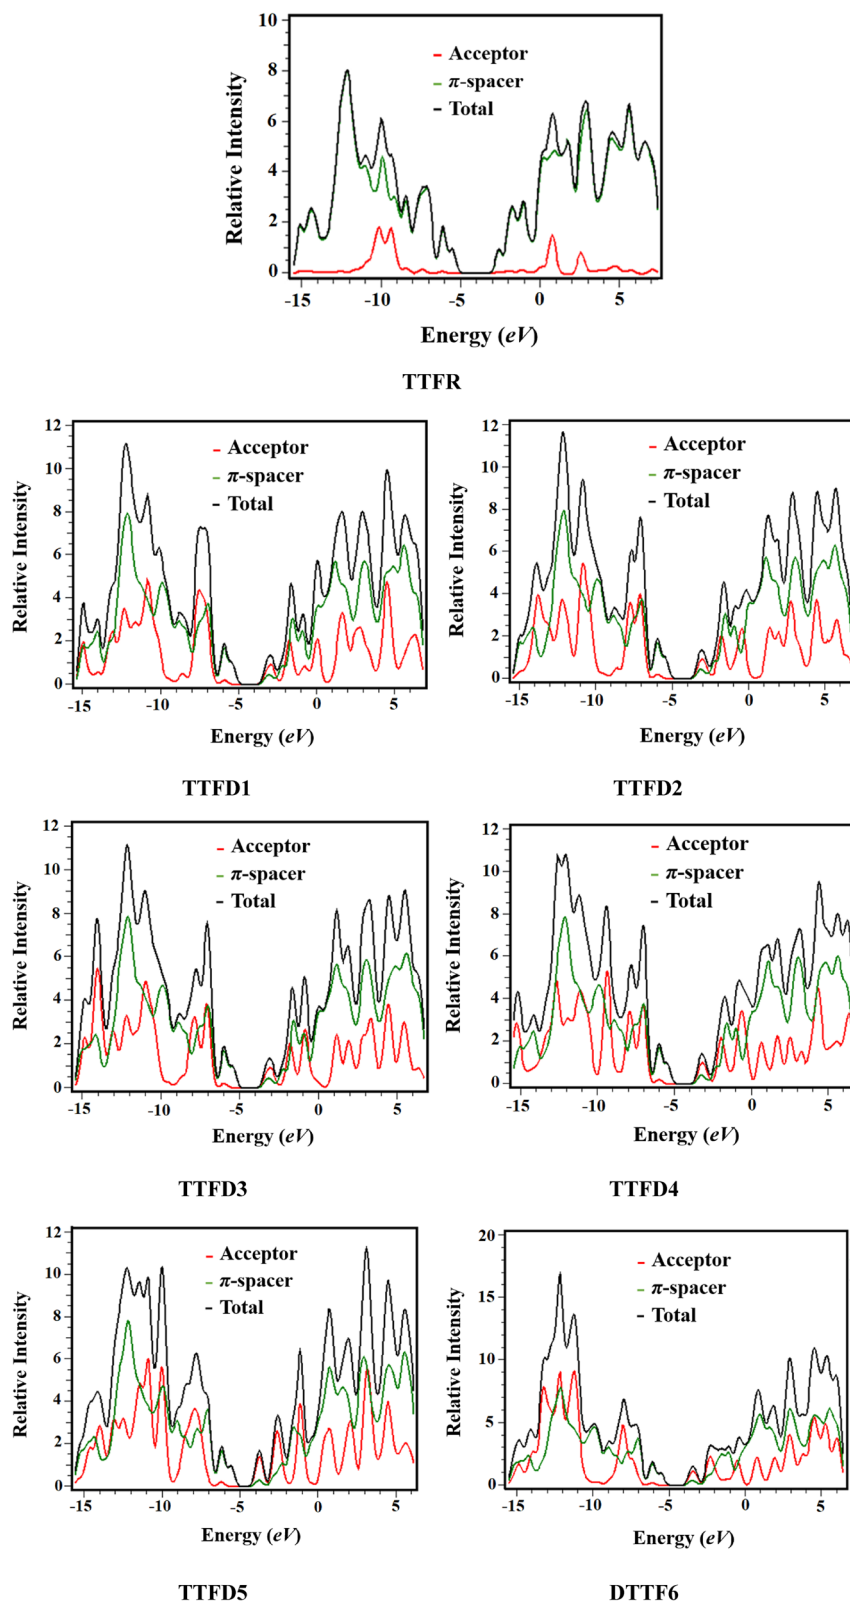 10
8
6
4
2
0
Relative Intensity
Acceptor
π-spacer
Total
-15 -10 -5 0 5
Energy (eV)
TTFR
12
10
8
6
4
2
0
Relative Intensity
Acceptor
π-spacer
Total
-15 -10 -5 0 5
Energy (eV)
TTFD1
12
10
8
6
4
2
0
Relative Intensity
Acceptor
π-spacer
Total
-15 -10 -5 0 5
Energy (eV)
TTFD2
12
10
8
6
4
2
0
Relative Intensity
Acceptor
π-spacer
Total
-15 -10 -5 0 5
Energy (eV)
TTFD3
12
10
8
6
4
2
0
Relative Intensity
Acceptor
π-spacer
Total
-15 -10 -5 0 5
Energy (eV)
TTFD4
12
10
8
6
4
2
0
Relative Intensity
Acceptor
π-spacer
Total
-15 -10 -5 0 5
Energy (eV)
TTFD5
20
15
10
5
0
Relative Intensity
Acceptor
π-spacer
Total
-15 -10 -5 0 5
Energy (eV)
DTTF6